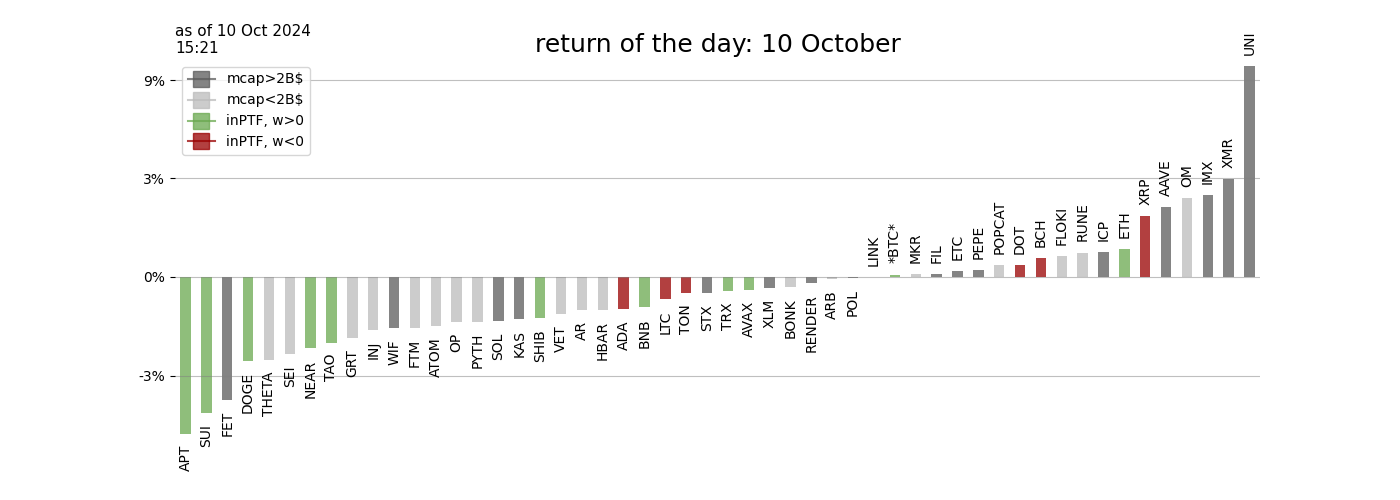 as of 10 Oct 2024
15:21
return of the day: 10 October
mcap>2B$
mcap<2B$
inPTF, w>0
inPTF, w<0
9%
3%
0%
-3%
APT
SUI
FET
DOGE
THETA
SEI
NEAR
TAO
GRT
INJ
WIF
FTM
ATOM
OP
PYTH
SOL
KAS
SHIB
VET
AR
HBAR
ADA
BNB
LTC
TON
STX
TRX
AVAX
XLM
BONK
RENDER
ARB
POL
LINK
*BTC*
MKR
FIL
ETC
PEPE
POPCAT
DOT
BCH
FLOKI
RUNE
ICP
ETH
XRP
AAVE
OM
IMX
XMR
UNI